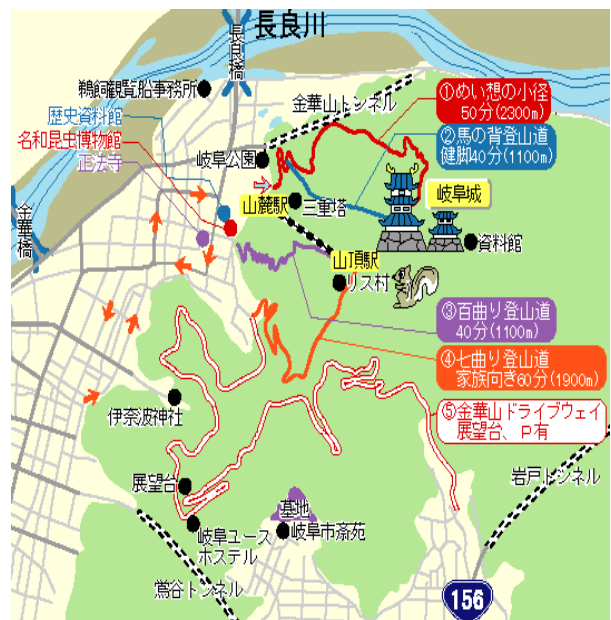 長良川
長良橋
鵜飼観覧船事務所
金華山トンネル
①めい想の小径
50分(2300m)
歴史資料館
名和昆虫博物館
正法寺
②馬の背登山道
健脚40分(1100m)
岐阜公園
岐阜城
山麓駅
三重塔
金華橋
資料館
山頂駅
リス村
③百曲り登山道
40分(1100m)
④七曲り登山道
家族向き60分(1900m)
⑤金華山ドライブウェイ
展望台、P有
伊奈波神社
岩戸トンネル
展望台
墓地
岐阜市斎苑
岐阜ユース
ホステル
鶯谷トンネル
156